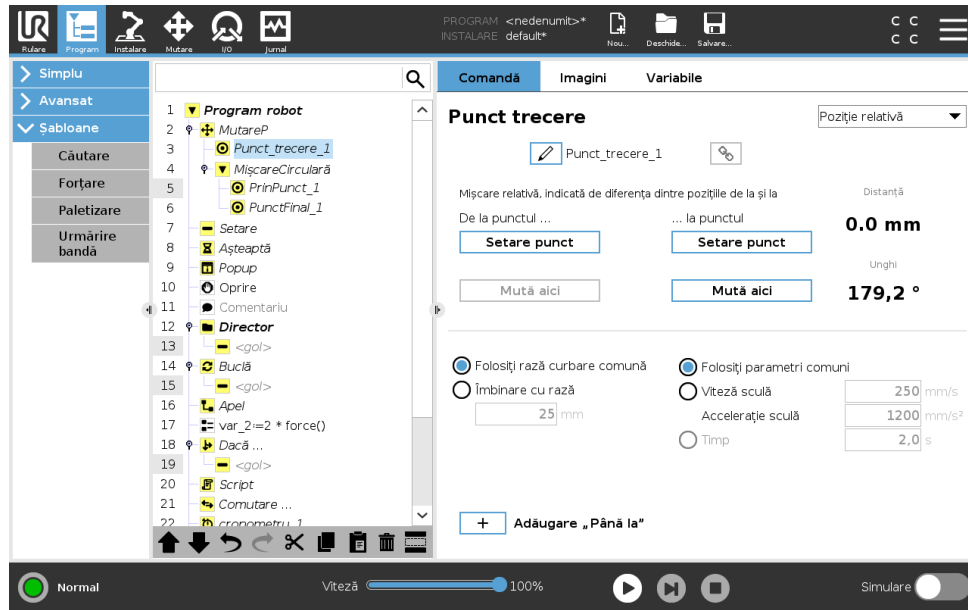 PROGRAM <nedenumit>*
INSTALARE default*
Rulare Program Instalare Mutare I/O Jurnal Nou... Deschide... Salvare...
C C
C C
Simplu
Avansat
Șabloane
Căutare
Forțare
Paletizare
Urmărire
bandă
1 Program robot
2 MutareP
3 Punct_trecere_1
4 MișcareCirculară
5 PrinPunct_1
6 PunctFinal_1
7 Setare
8 Așteaptă
9 Popup
10 Oprire
11 Comentariu
12 Director
13 <gol>
14 Buclă
15 <gol>
16 Apel
17 var_2:=2 * force()
18 Dacă ...
19 <gol>
20 Script
21 Comutare ...
22 cronometru_1
Comandă Imagini Variabile
Punct trecere Poziție relativă
Punct_trecere_1
Mișcare relativă, indicată de diferența dintre pozițiile de la și la Distanță
De la punctul ... ... la punctul 0.0 mm
Setare punct Setare punct
Unghi
Mută aici Mută aici 179,2 °
Folosiți rază curbare comună Folosiți parametri comuni
Îmbinare cu rază Viteză sculă 250 mm/s
25 mm Accelerație sculă 1200 mm/s²
Timp 2,0 s
+ Adăugare „Până la”
Normal Viteză 100% Simulare